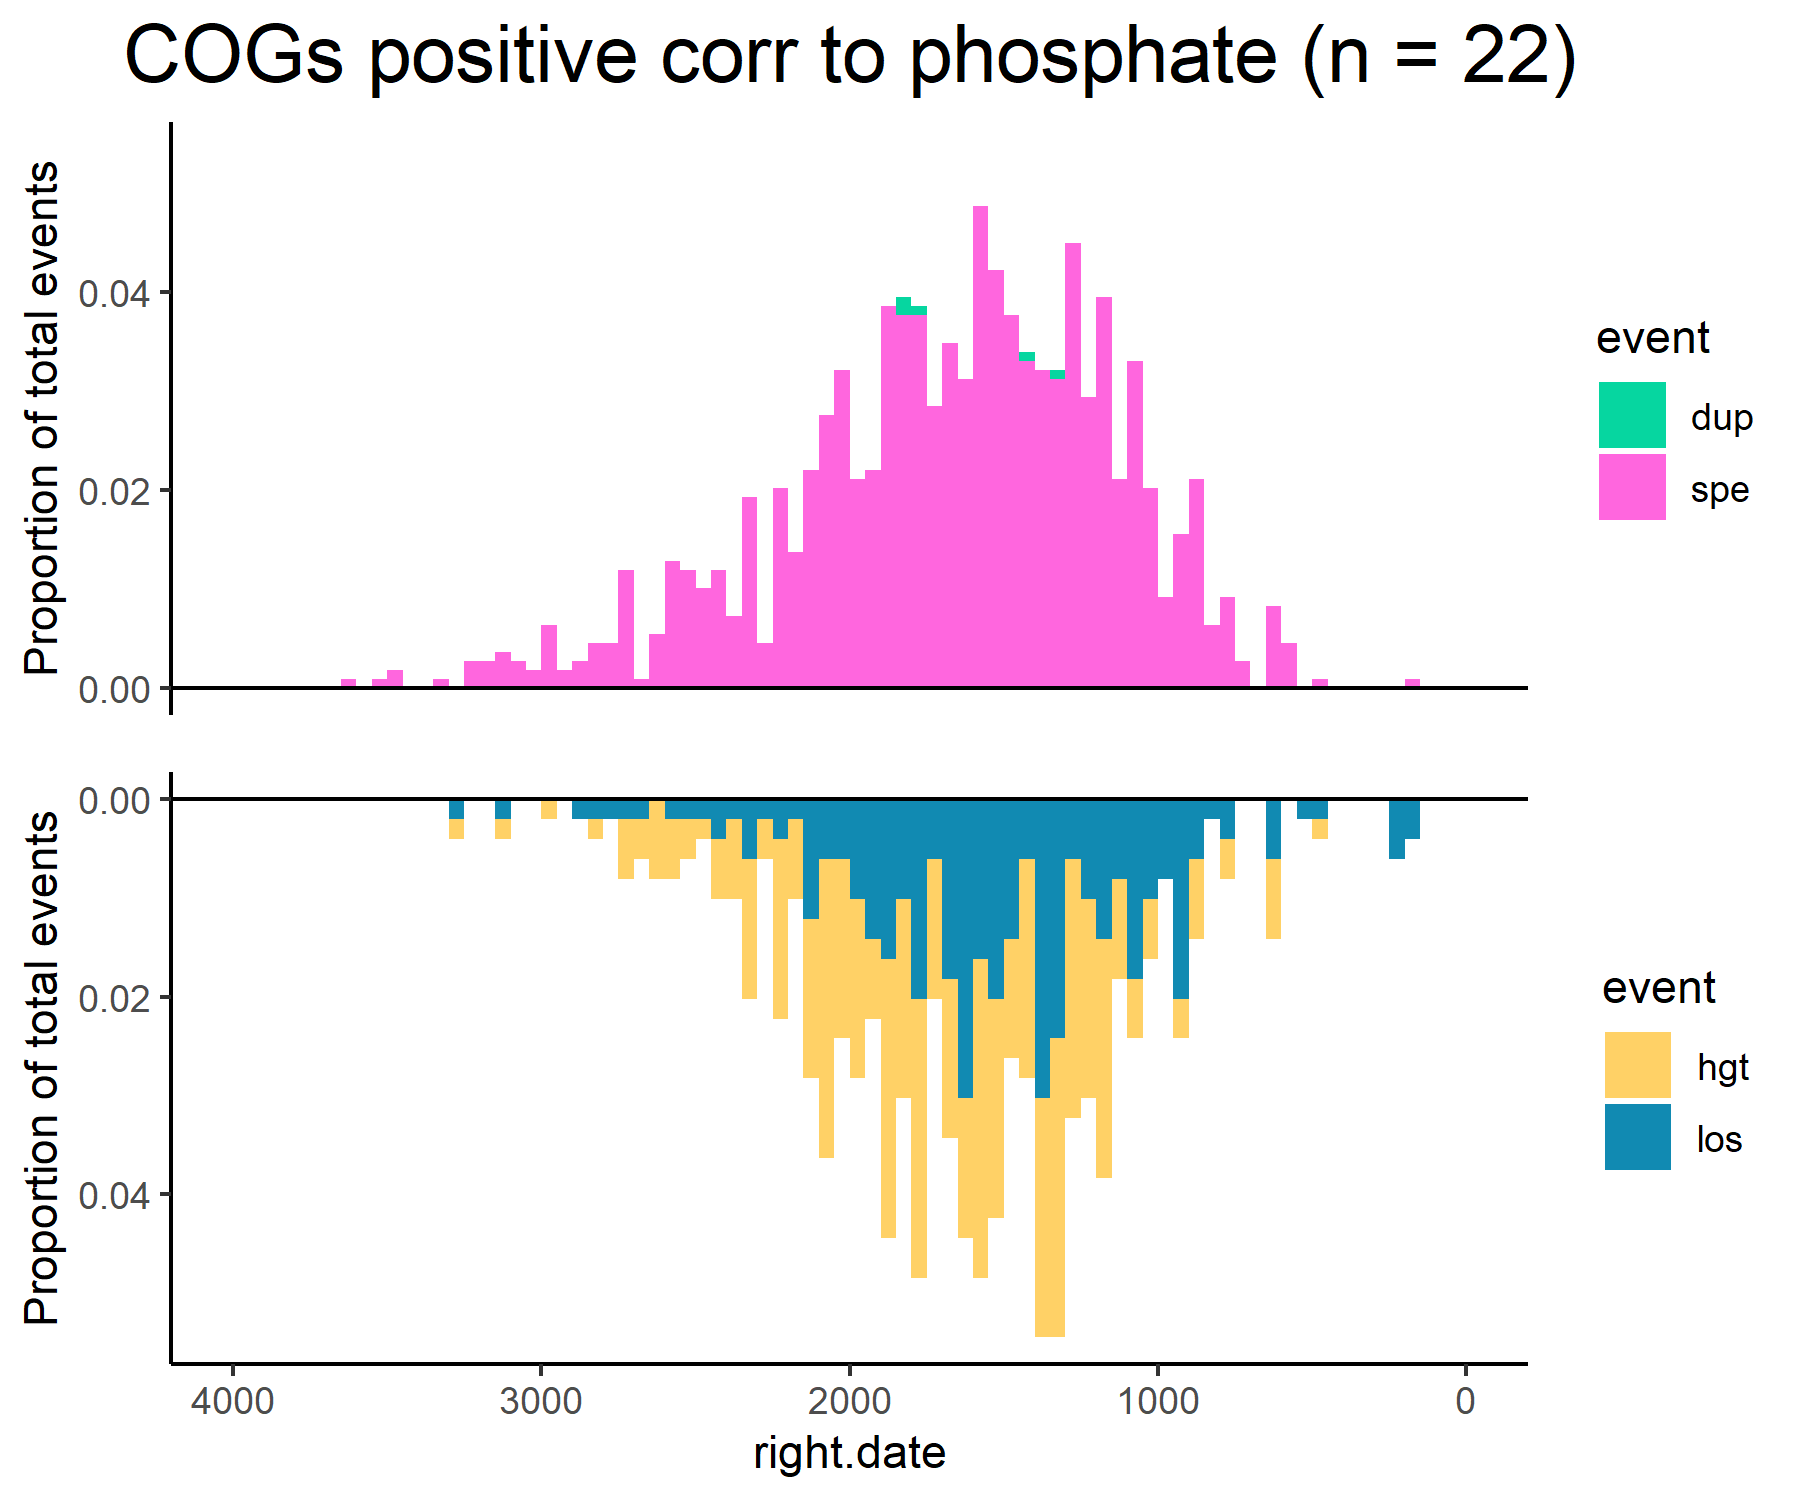 COGs positive corr to phosphate (n = 22)
Proportion of total events
0.04
0.02
0.00
event
dup
spe
Proportion of total events
0.00
0.02
0.04
event
hgt
los
4000 3000 2000 1000 0
right.date